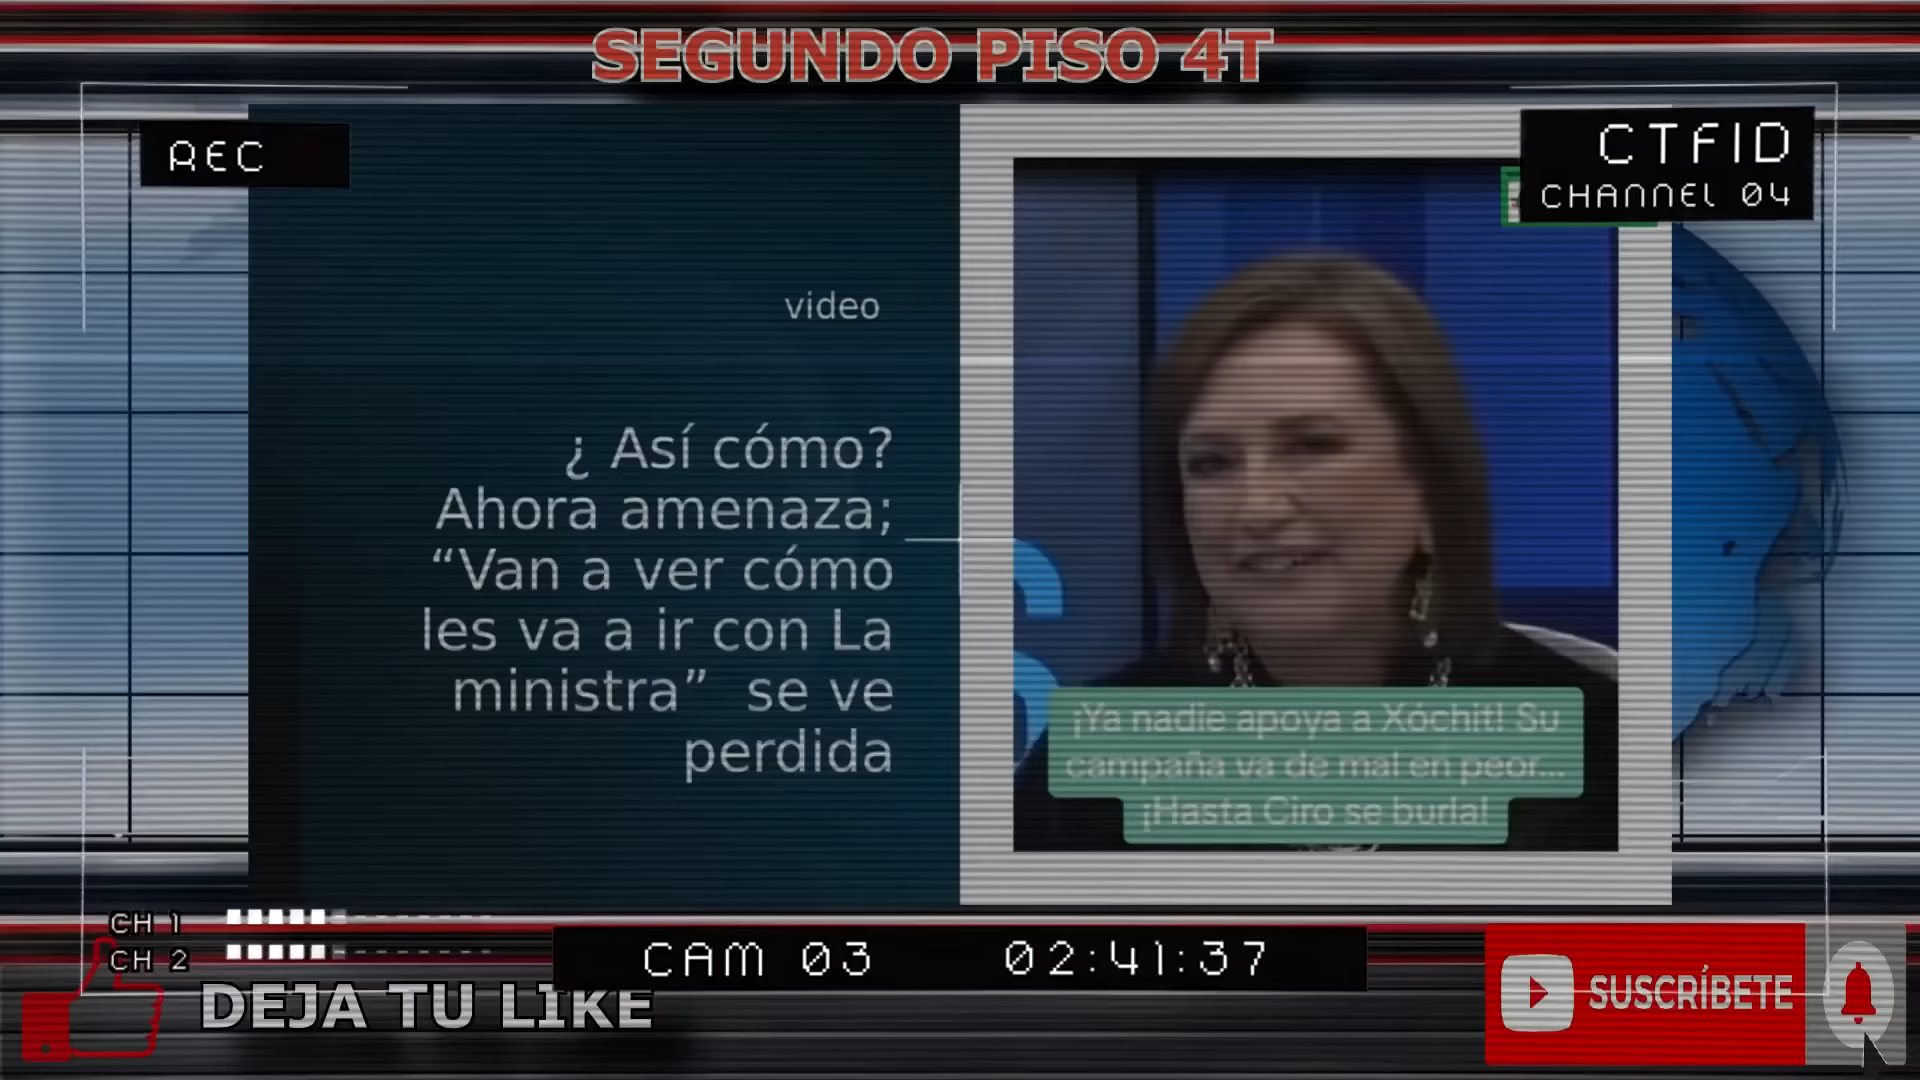 SEGUNDO PISO 4T
REC
CTFID
CHANNEL 04
video
¿ Así cómo?
Ahora amenaza;
“Van a ver cómo
les va a ir con La
ministra” se ve
perdida
¡Ya nadie apoya a Xóchitl! Su
campaña va de mal en peor...
¡Hasta Ciro se burla!
CH 1
CH 2
CAM 03 02:41:37
DEJA TU LIKE
SUSCRÍBETE